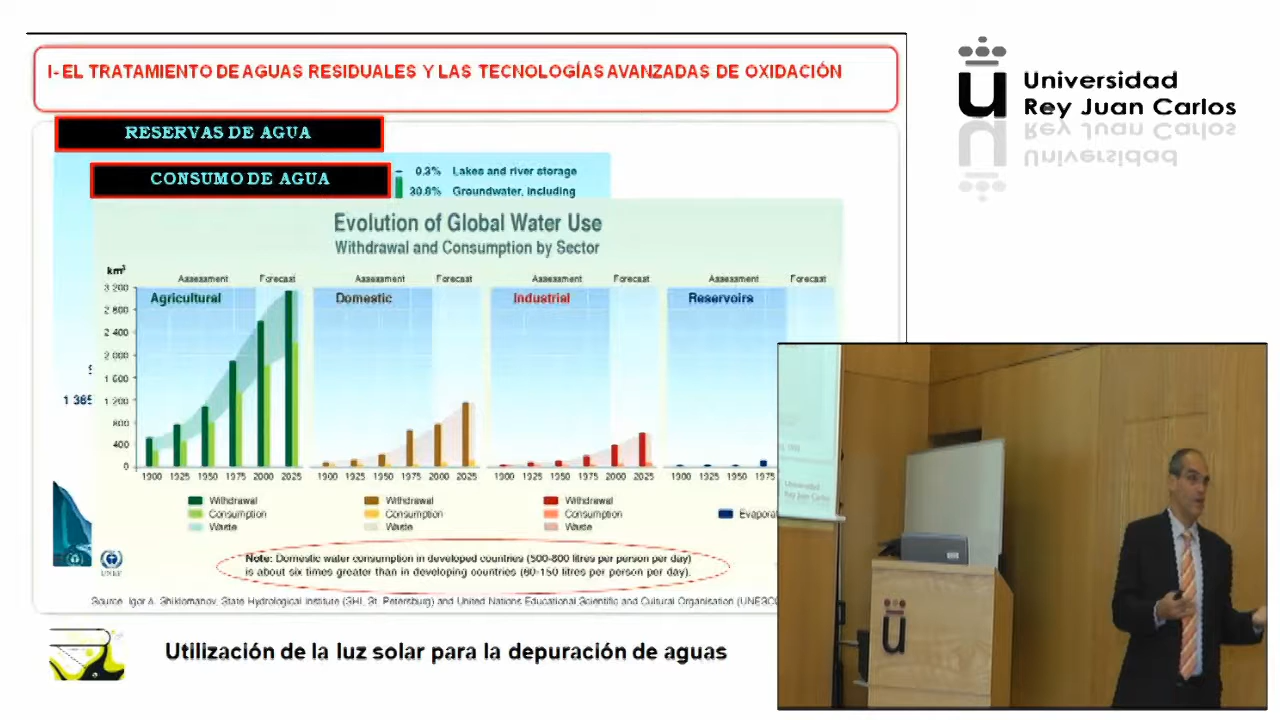 I- EL TRATAMIENTO DE AGUAS RESIDUALES Y LAS TECNOLOGÍAS AVANZADAS DE OXIDACIÓN
Universidad
Rey Juan Carlos
RESERVAS DE AGUA
CONSUMO DE AGUA
0.3% Lakes and river storage
30.8% Groundwater, including
Evolution of Global Water Use
Withdrawal and Consumption by Sector
km³
Assessment Forecast Assessment Forecast Assessment Forecast Assessment Forecast
Agricultural Domestic Industrial Reservoirs
3 200
2 800
2 400
2 000
1 600
1 200
800
400
0
1 365
1900 1925 1950 1975 2000 2025 1900 1925 1950 1975 2000 2025 1900 1925 1950 1975 2000 2025 1900 1925 1950 1975
Withdrawal Withdrawal Withdrawal
Consumption Consumption Consumption Evaporat
Waste Waste Waste
Note: Domestic water consumption in developed countries (500-800 litres per person per day)
is about six times greater than in developing countries (60-150 litres per person per day).
UNEP
Source: Igor A. Shiklomanov, State Hydrological Institute (SHI, St. Petersburg) and United Nations Educational Scientific and Cultural Organisation (UNESCO
Utilización de la luz solar para la depuración de aguas
Universidad
Rey Juan Carlos